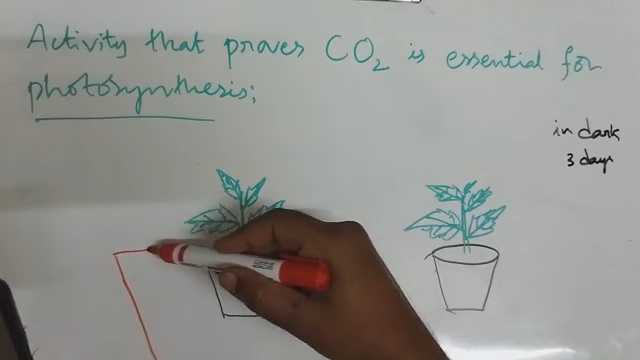 Activity that proves CO₂ is essential for
photosynthesis;
in dark
3 days